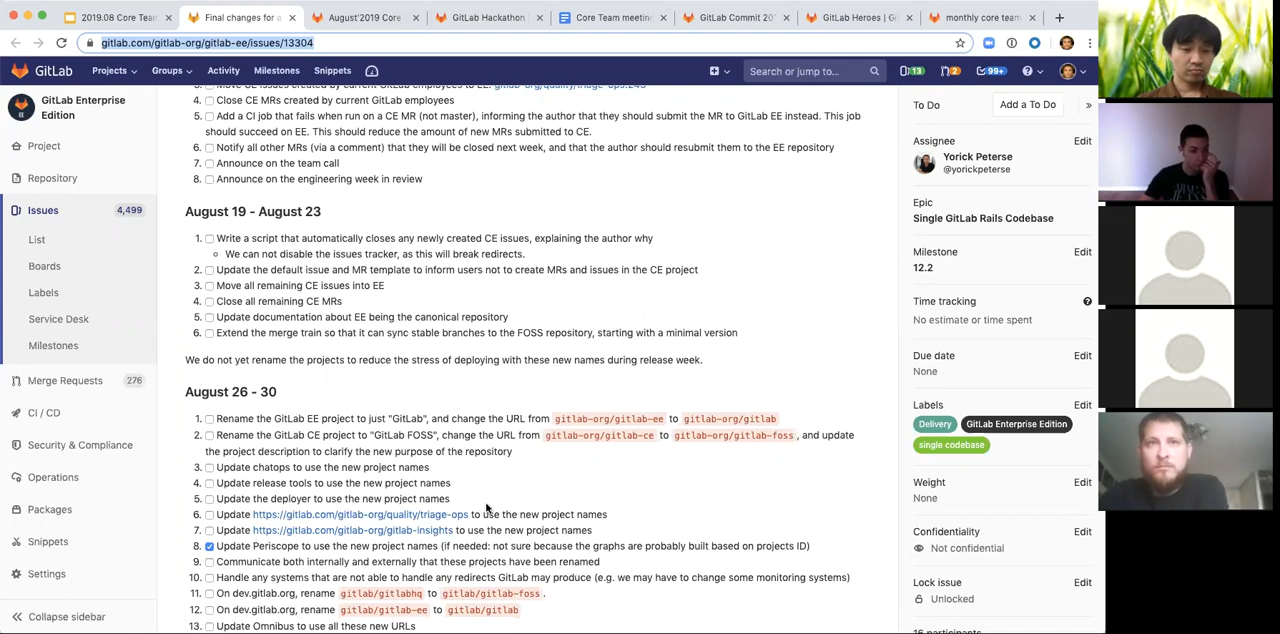 2019.08 Core Team
Final changes for a
August'2019 Core
GitLab Hackathon
Core Team meetin
GitLab Commit 20
GitLab Heroes | G
monthly core team
gitlab.com/gitlab-org/gitlab-ee/issues/13304
GitLab Projects Groups Activity Milestones Snippets Search or jump to... 13 2 99+
GitLab Enterprise
Edition
Project
Repository
Issues 4,499
List
Boards
Labels
Service Desk
Milestones
Merge Requests 276
CI / CD
Security & Compliance
Operations
Packages
Snippets
Settings
Collapse sidebar
3. Move CE issues created by current GitLab employees to EE: gitlab-org/quality/triage-ops!243
4. Close CE MRs created by current GitLab employees
5. Add a CI job that fails when run on a CE MR (not master), informing the author that they should submit the MR to GitLab EE instead. This job
should succeed on EE. This should reduce the amount of new MRs submitted to CE.
6. Notify all other MRs (via a comment) that they will be closed next week, and that the author should resubmit them to the EE repository
7. Announce on the team call
8. Announce on the engineering week in review
August 19 - August 23
1. Write a script that automatically closes any newly created CE issues, explaining the author why
We can not disable the issues tracker, as this will break redirects.
2. Update the default issue and MR template to inform users not to create MRs and issues in the CE project
3. Move all remaining CE issues into EE
4. Close all remaining CE MRs
5. Update documentation about EE being the canonical repository
6. Extend the merge train so that it can sync stable branches to the FOSS repository, starting with a minimal version
We do not yet rename the projects to reduce the stress of deploying with these new names during release week.
August 26 - 30
1. Rename the GitLab EE project to just "GitLab", and change the URL from gitlab-org/gitlab-ee to gitlab-org/gitlab
2. Rename the GitLab CE project to "GitLab FOSS", change the URL from gitlab-org/gitlab-ce to gitlab-org/gitlab-foss , and update
the project description to clarify the new purpose of the repository
3. Update chatops to use the new project names
4. Update release tools to use the new project names
5. Update the deployer to use the new project names
6. Update https://gitlab.com/gitlab-org/quality/triage-ops to use the new project names
7. Update https://gitlab.com/gitlab-org/gitlab-insights to use the new project names
8. Update Periscope to use the new project names (if needed: not sure because the graphs are probably built based on projects ID)
9. Communicate both internally and externally that these projects have been renamed
10. Handle any systems that are not able to handle any redirects GitLab may produce (e.g. we may have to change some monitoring systems)
11. On dev.gitlab.org, rename gitlab/gitlabhq to gitlab/gitlab-foss .
12. On dev.gitlab.org, rename gitlab/gitlab-ee to gitlab/gitlab
13. Update Omnibus to use all these new URLs
To Do Add a To Do »
Assignee Edit
Yorick Peterse
@yorickpeterse
Epic
Single GitLab Rails Codebase
Milestone Edit
12.2
Time tracking
No estimate or time spent
Due date Edit
None
Labels Edit
Delivery GitLab Enterprise Edition
single codebase
Weight Edit
None
Confidentiality Edit
Not confidential
Lock issue Edit
Unlocked
16 participants